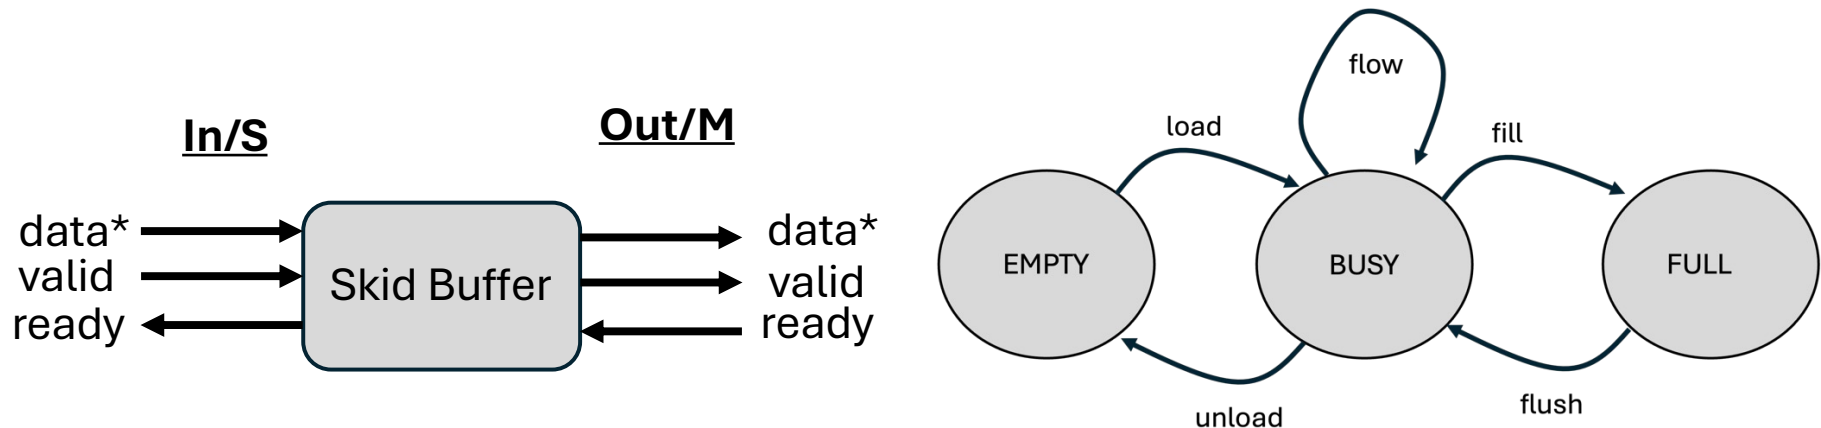 In/S
Out/M
data*
valid
ready
Skid Buffer
data*
valid
ready
flow
load
fill
EMPTY
BUSY
FULL
unload
flush